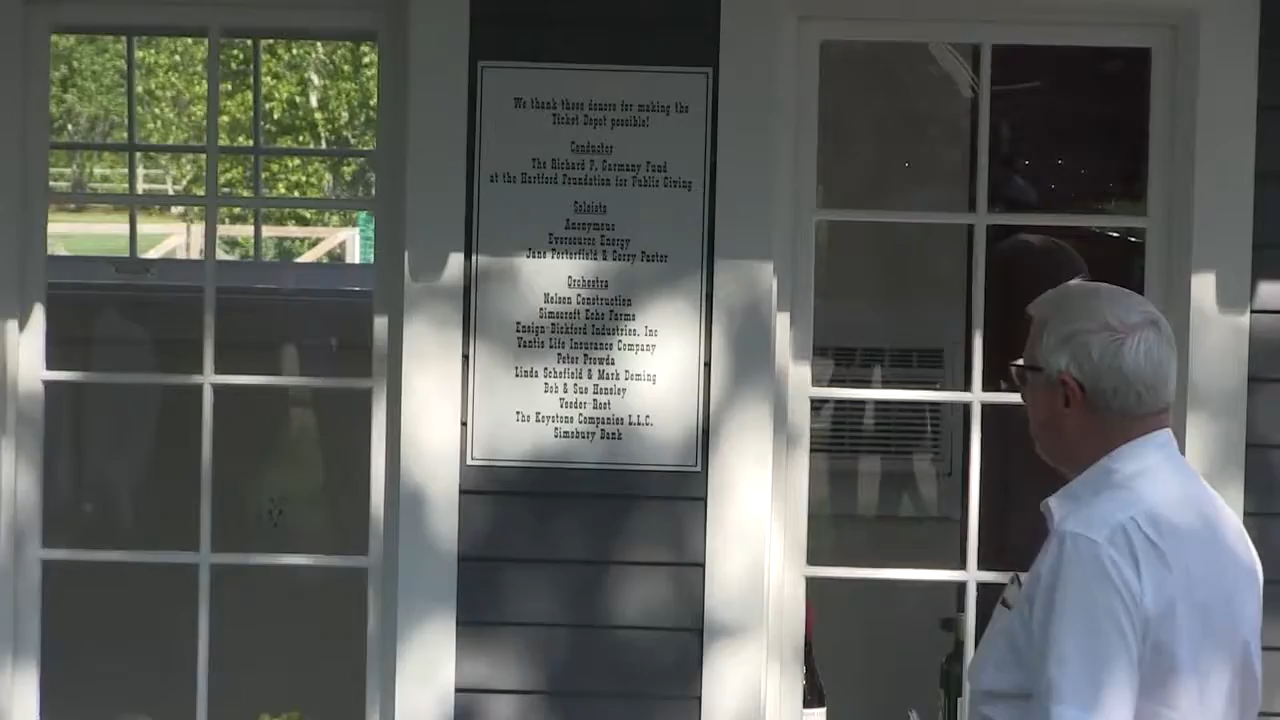 We thank these donors for making the
Ticket Depot possible!
Conductor
The Richard P. Garmany Fund
at the Hartford Foundation for Public Giving
Soloists
Anonymous
Eversource Energy
Jane Porterfield & Gerry Pastor
Orchestra
Nelson Construction
Simscroft Echo Farms
Ensign-Bickford Industries, Inc
Vantis Life Insurance Company
Peter Prowda
Linda Schofield & Mark Deming
Bob & Sue Hensley
Veeder-Root
The Keystone Companies L.L.C.
Simsbury Bank